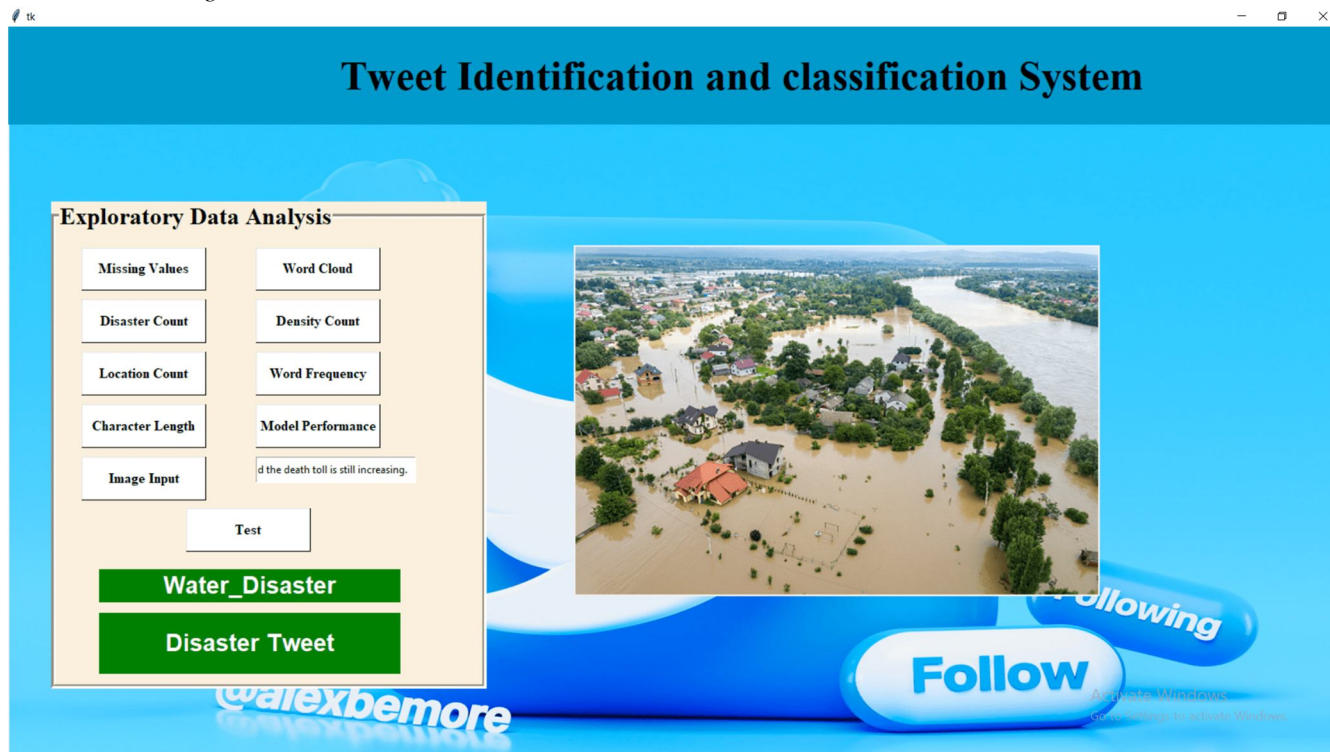 tk
Tweet Identification and classification System
Exploratory Data Analysis
Missing Values
Word Cloud
Disaster Count
Density Count
Location Count
Word Frequency
Character Length
Model Performance
Image Input
d the death toll is still increasing.
Test
Water_Disaster
Disaster Tweet
Following
Follow
@alexbemore
Activate Windows
Go to Settings to activate Windows.